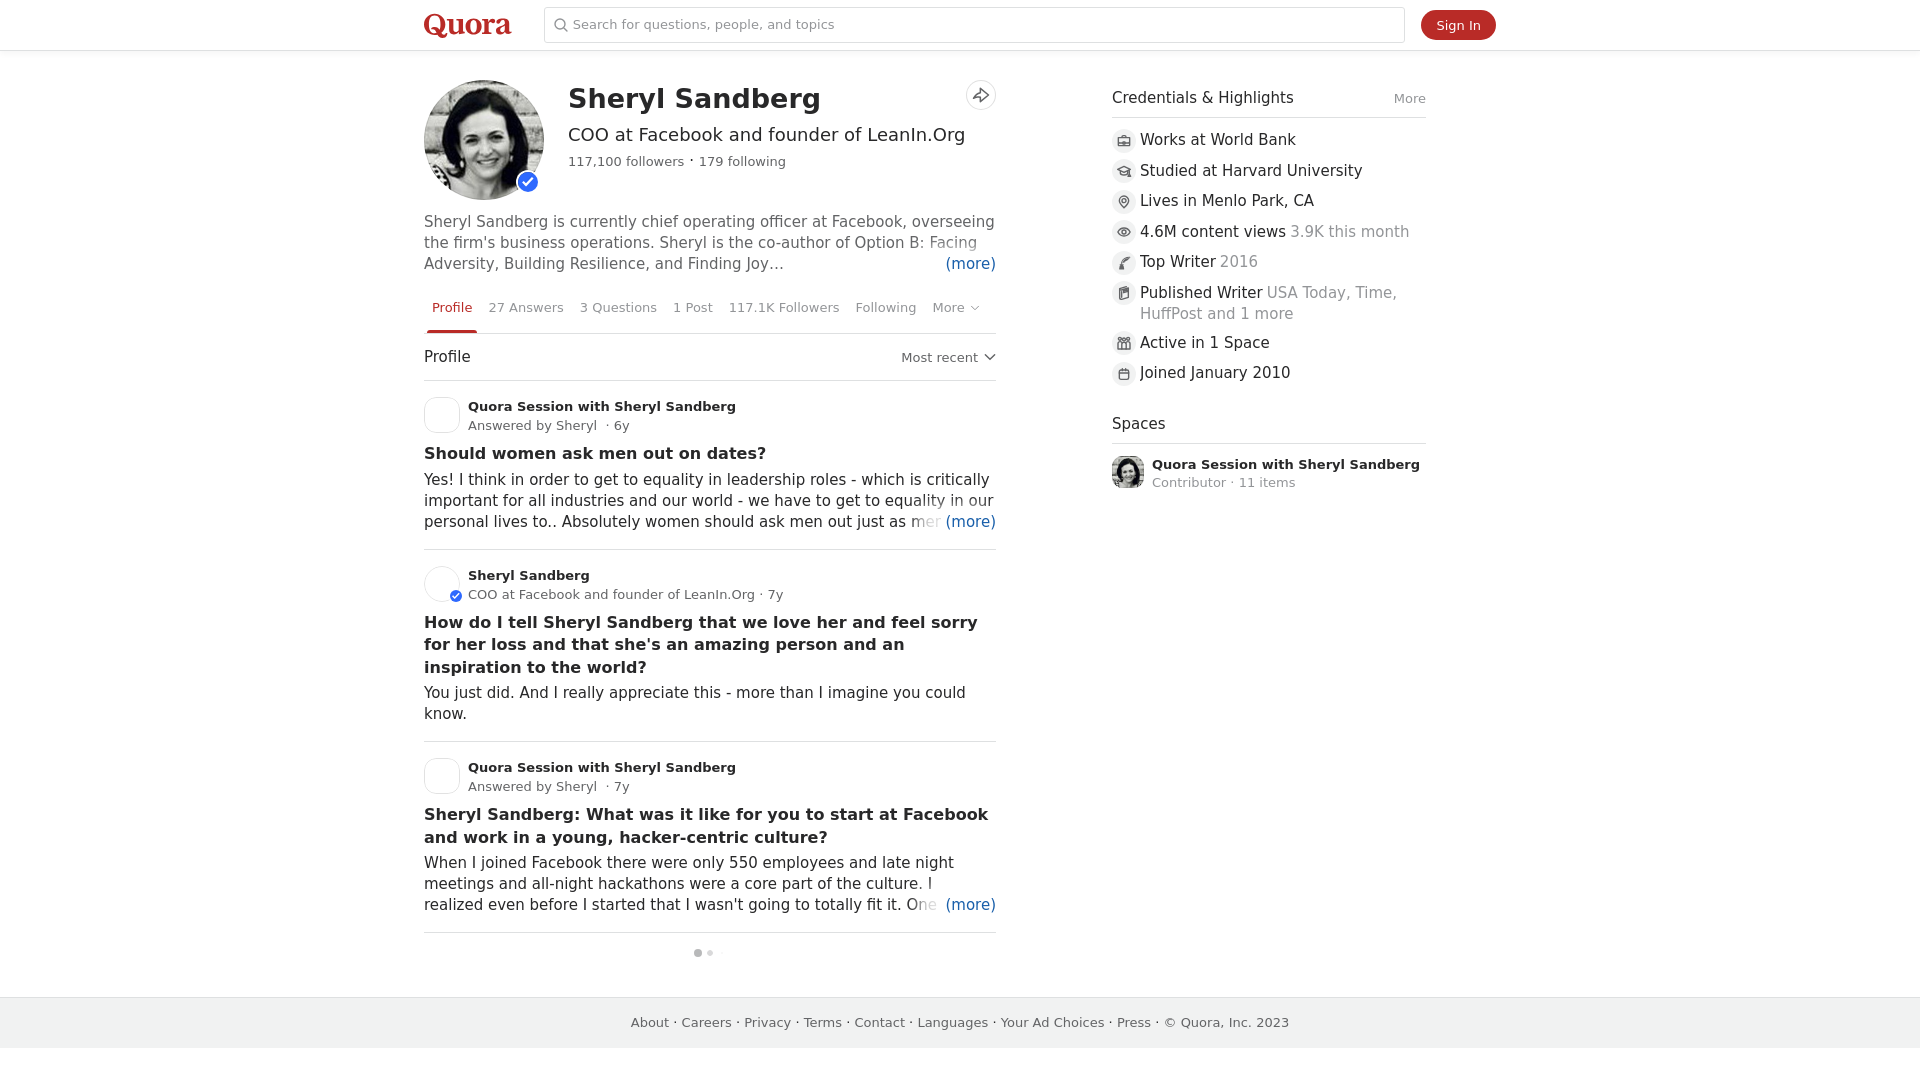 Quora
Search for questions, people, and topics
Sign In
Sheryl Sandberg
COO at Facebook and founder of LeanIn.Org
117,100 followers · 179 following
Sheryl Sandberg is currently chief operating officer at Facebook, overseeing
the firm's business operations. Sheryl is the co-author of Option B: Facing
Adversity, Building Resilience, and Finding Joy… (more)
Profile 27 Answers 3 Questions 1 Post 117.1K Followers Following More
Profile
Most recent
Quora Session with Sheryl Sandberg
Answered by Sheryl · 6y
Should women ask men out on dates?
Yes! I think in order to get to equality in leadership roles - which is critically
important for all industries and our world - we have to get to equality in our
personal lives to.. Absolutely women should ask men out just as men (more)
Sheryl Sandberg
COO at Facebook and founder of LeanIn.Org · 7y
How do I tell Sheryl Sandberg that we love her and feel sorry
for her loss and that she's an amazing person and an
inspiration to the world?
You just did. And I really appreciate this - more than I imagine you could
know.
Quora Session with Sheryl Sandberg
Answered by Sheryl · 7y
Sheryl Sandberg: What was it like for you to start at Facebook
and work in a young, hacker-centric culture?
When I joined Facebook there were only 550 employees and late night
meetings and all-night hackathons were a core part of the culture. I
realized even before I started that I wasn't going to totally fit it. One (more)
Credentials & Highlights
More
Works at World Bank
Studied at Harvard University
Lives in Menlo Park, CA
4.6M content views 3.9K this month
Top Writer 2016
Published Writer USA Today, Time,
HuffPost and 1 more
Active in 1 Space
Joined January 2010
Spaces
Quora Session with Sheryl Sandberg
Contributor · 11 items
About · Careers · Privacy · Terms · Contact · Languages · Your Ad Choices · Press · © Quora, Inc. 2023